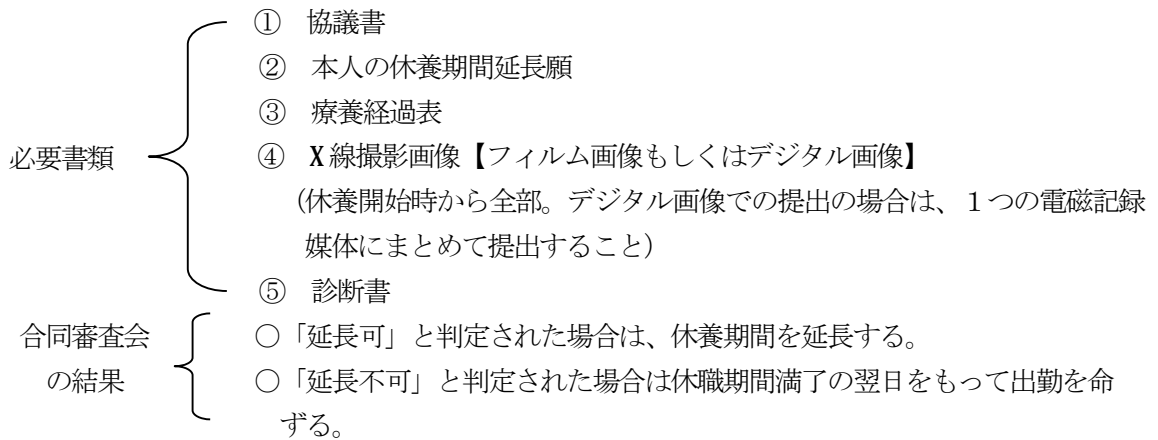 ① 協議書
② 本人の休養期間延長願
③ 療養経過表
必要書類
④ X線撮影画像【フィルム画像もしくはデジタル画像】
(休養開始時から全部。デジタル画像での提出の場合は、１つの電磁記録
媒体にまとめて提出すること)
⑤ 診断書
合同審査会
の結果
○「延長可」と判定された場合は、休養期間を延長する。
○「延長不可」と判定された場合は休職期間満了の翌日をもって出勤を命
ずる。